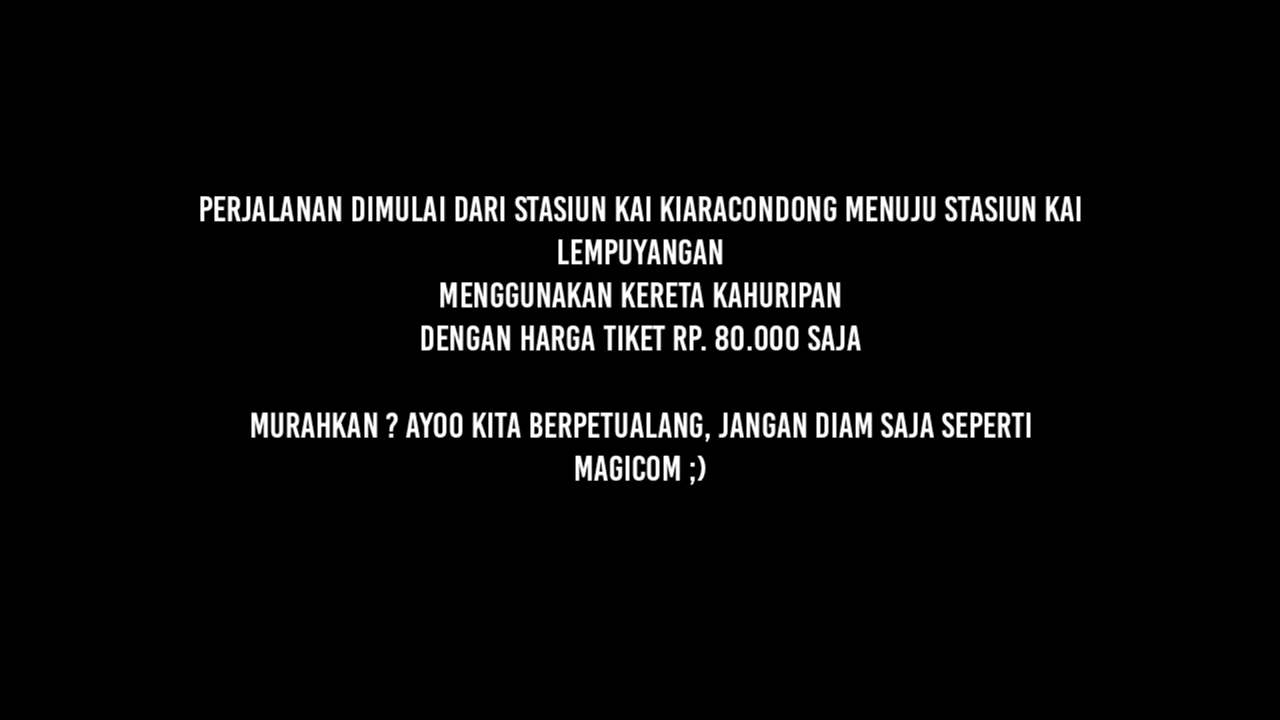 PERJALANAN DIMULAI DARI STASIUN KAI KIARACONDONG MENUJU STASIUN KAI
LEMPUYANGAN
MENGGUNAKAN KERETA KAHURIPAN
DENGAN HARGA TIKET RP. 80.000 SAJA
MURAHKAN ? AYOO KITA BERPETUALANG, JANGAN DIAM SAJA SEPERTI
MAGICOM ;)